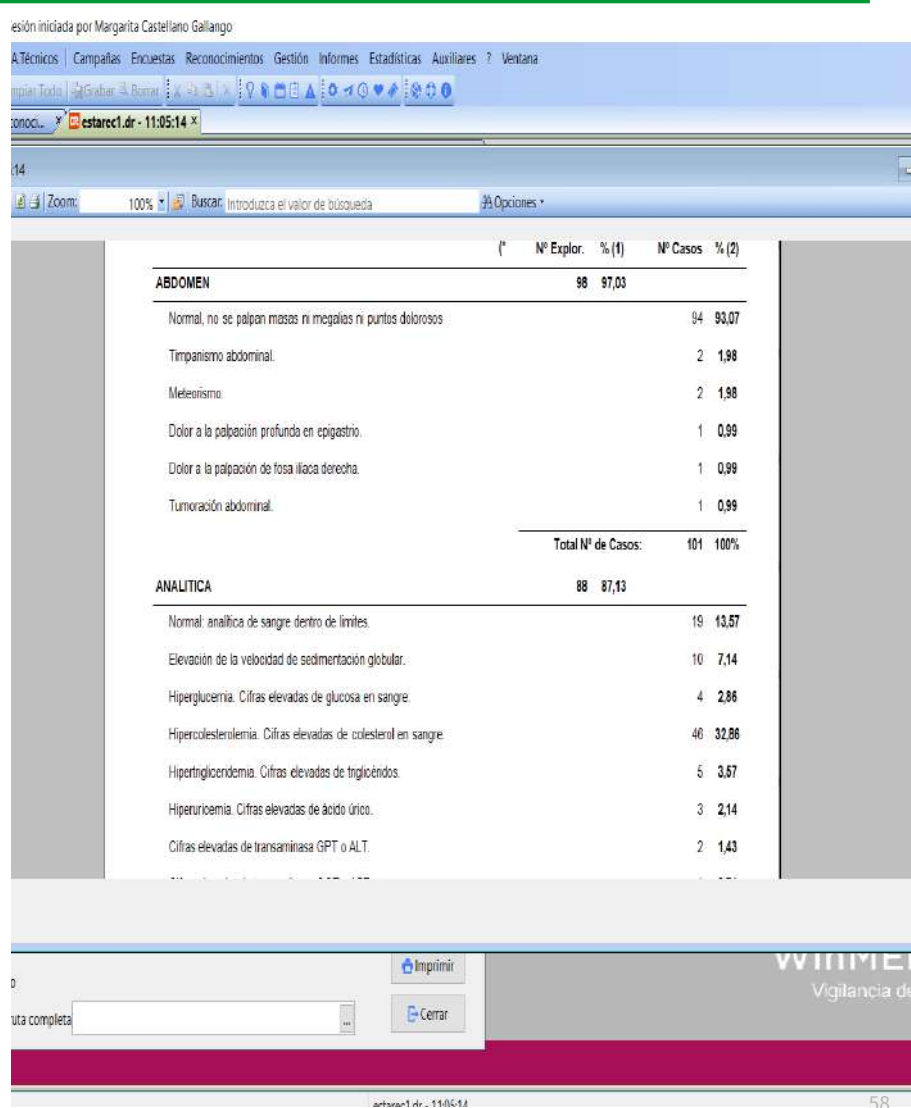 esión iniciada por Margarita Castellano Gallango
A.Técnicos Campañas Encuestas Reconocimientos Gestión Informes Estadísticas Auxiliares ? Ventana
mpiar Todo Grabar Borrar
conoci... estarec1.dr - 11:05:14
:14
Zoom: 100% Buscar: Introduzca el valor de búsqueda Opciones
(* Nº Explor. % (1) Nº Casos % (2)
ABDOMEN 98 97,03
Normal, no se palpan masas ni megalias ni puntos dolorosos 94 93,07
Timpanismo abdominal. 2 1,98
Meteorismo. 2 1,98
Dolor a la palpación profunda en epigastrio. 1 0,99
Dolor a la palpación de fosa iliaca derecha. 1 0,99
Tumoración abdominal. 1 0,99
Total Nº de Casos: 101 100%
ANALITICA 88 87,13
Normal: analítica de sangre dentro de límites. 19 13,57
Elevación de la velocidad de sedimentación globular. 10 7,14
Hiperglucemia. Cifras elevadas de glucosa en sangre. 4 2,86
Hipercolesterolemia. Cifras elevadas de colesterol en sangre. 46 32,86
Hipertrigliceridemia. Cifras elevadas de triglicéridos. 5 3,57
Hiperuricemia. Cifras elevadas de ácido úrico. 3 2,14
Cifras elevadas de transaminasa GPT o ALT. 2 1,43
Imprimir
WinME
Vigilancia de
uta completa ... Cerrar
estarec1.dr - 11:05:14
58